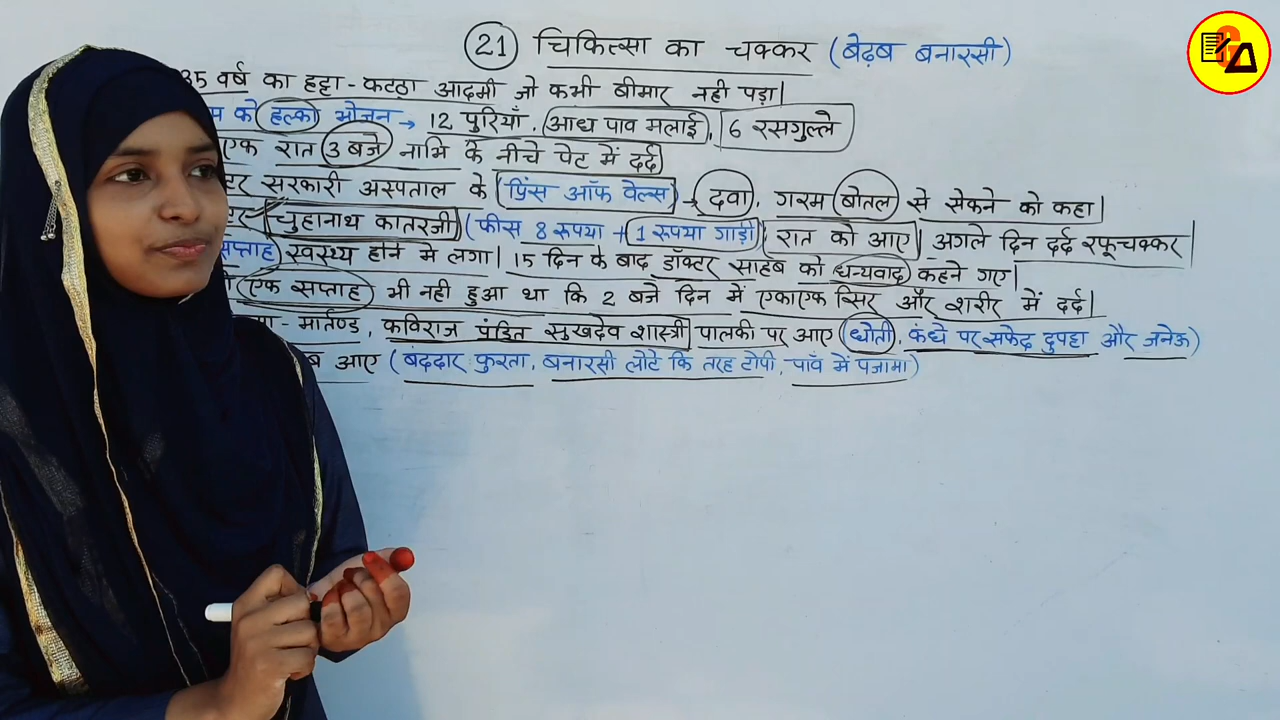 21 चिकित्सा का चक्कर (बेढ़ब बनारसी)
35 वर्ष का हट्टा-कट्ठा आदमी जो कभी बीमार नही पड़ा|
को हल्का भोजन → 12 पुरियाँ, आध पाव मलाई, 6 रसगुल्ले
एक रात 3 बजे नाभि के नीचे पेट में दर्द
सरकारी अस्पताल के (प्रिंस ऑफ वेल्स) → दवा, गरम बोतल से सेकने को कहा|
चुहानाथ कातरजी (फीस 8 रूपया + 1 रूपया गाड़ी) रात को आए| अगले दिन दर्द रफूचक्कर|
सप्ताह स्वस्थ्य होने मे लगा| 15 दिन के बाद डॉक्टर साहब को धन्यवाद कहने गए|
एक सप्ताह भी नही हुआ था कि 2 बजे दिन में एकाएक सिर और शरीर में दर्द|
मार्तण्ड, कविराज पंडित सुखदेव शास्त्री पालकी पर आए (धोती, कंधे पर सफेद दुपट्टा और जनेऊ)
आए (बंददार कुरता, बनारसी लोटे कि तरह टोपी, पाँव में पजामा)